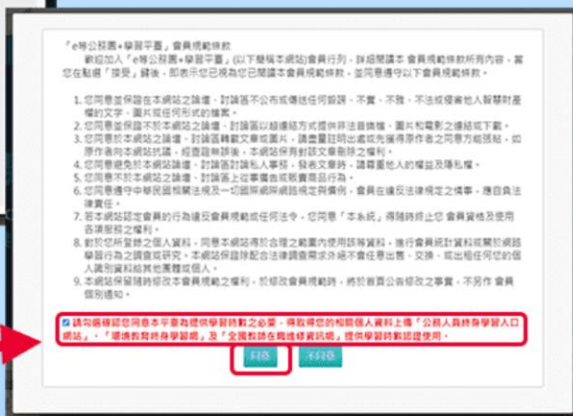 「e等公務園+學習平臺」會員規範條款
歡迎加入「e等公務園+學習平臺」(以下簡稱本網站)會員行列，詳細閱讀本 會員規範條款所有內容，當
您在點選「接受」鍵後，即表示您已視為您已閱讀本會員規範條款，並同意遵守以下會員規範條款。
1. 您同意並保證在本網站之論壇、討論區不公布或傳送任何毀謗、不實、不雅、不法或侵害他人智慧財產
權的文字、圖片或任何形式的檔案。
2. 您同意並保證不於本網站之論壇、討論區以超連結方式提供非法音樂檔、圖片和電影之連結或下載。
3. 您同意於本網站之論壇、討論區轉載文章或圖片，請盡量註明出處或先獲得原作者之同意方能張貼，如
原作者向本網站抗議，經查證無誤後，本網站保有對該文章刪除之權利。
4. 您同意避免於本網站論壇、討論區討論私人事務，發表文章時，請尊重他人的權益及隱私權。
5. 您同意不於本網站之論壇、討論區上從事廣告或販賣商品行為。
6. 您同意遵守中華民國相關法規及一切國際網際網路規定與慣例，會員在違反法律規定之情事，應自負法
律責任。
7. 若本網站認定會員的行為違反會員規範或任何法令，您同意「本系統」得隨時終止您 會員資格及使用
各項服務之權利。
8. 對於您所登錄之個人資料，同意本網站得於合理之範圍內使用該等資料，進行會員統計資料或關於網路
學習行為之調查或研究。本網站保證除配合法律調查需求外絕不會任意出售、交換、或出租任何您的個
人識別資料給其他團體或個人。
9. 本網站保留隨時修改本會員規範之權利，於修改會員規範時，將於首頁公告修改之事實，不另作 會員
個別通知。
請勾選確認您同意本平臺為提供學習時數之必要，得取得您的相關個人資料上傳「公務人員終身學習入口
網站」、「環境教育終身學習網」及「全國教師在職進修資訊網」提供學習時數認證使用。
同意 不同意